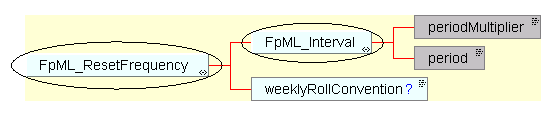 periodMultiplier
FpML_Interval
period
FpML_ResetFrequency
weeklyRollConvention?